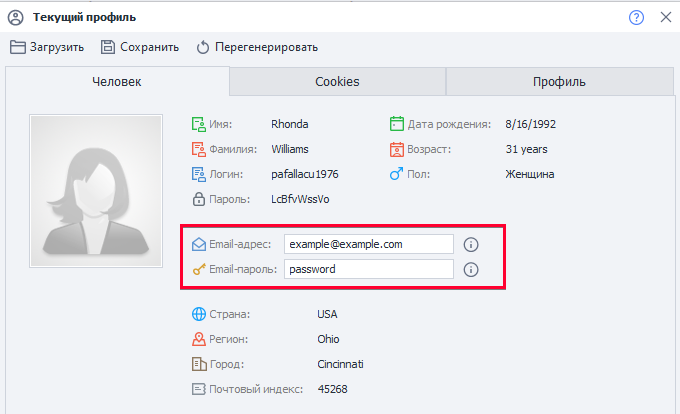 Текущий профиль
Загрузить Сохранить Перегенерировать
Человек Cookies Профиль
Имя: Rhonda Дата рождения: 8/16/1992
Фамилия: Williams Возраст: 31 years
Логин: pafallacu1976 Пол: Женщина
Пароль: LcBfvWssVo
Email-адрес: example@example.com
Email-пароль: password
Страна: USA
Регион: Ohio
Город: Cincinnati
Почтовый индекс: 45268